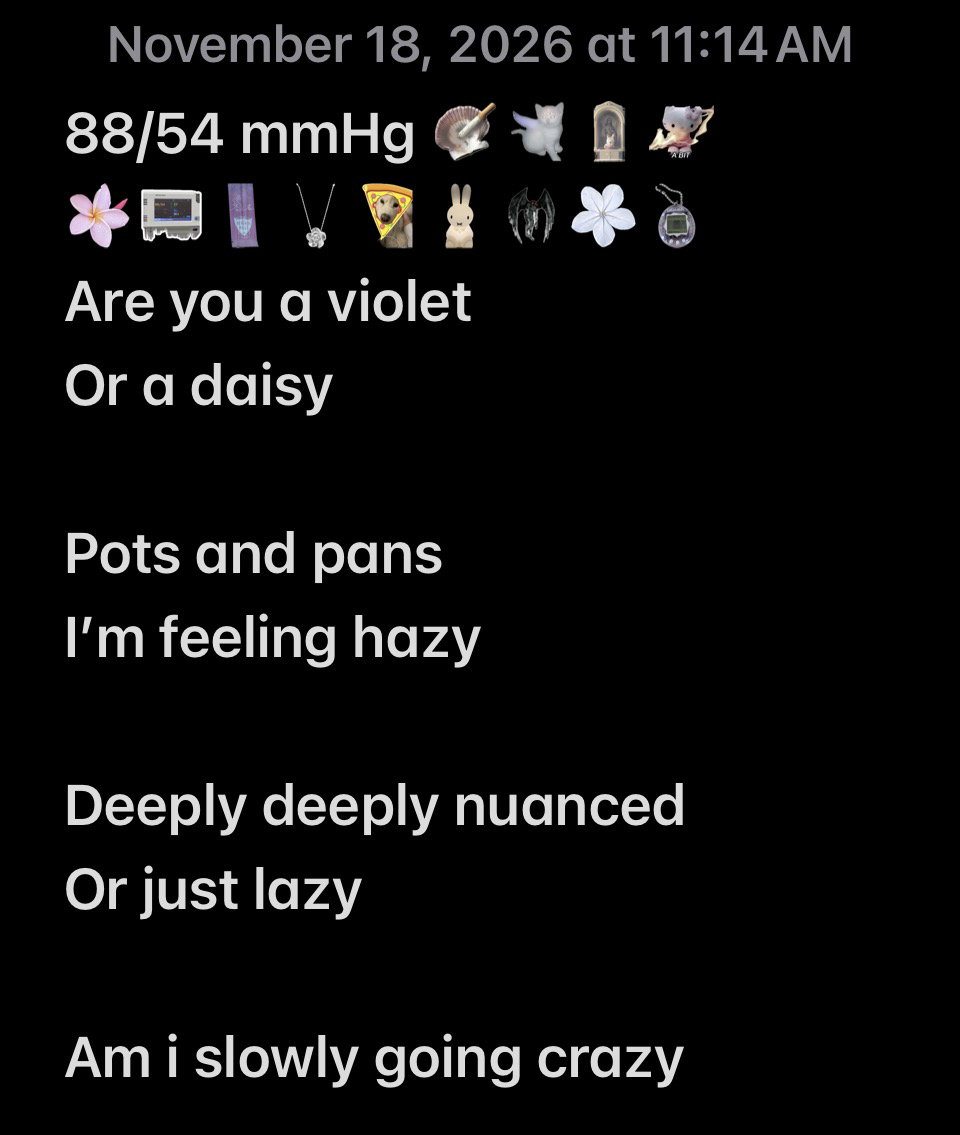 November 18, 2026 at 11:14 AM
88/54 mmHg
A BIT
Are you a violet
Or a daisy
Pots and pans
I’m feeling hazy
Deeply deeply nuanced
Or just lazy
Am i slowly going crazy